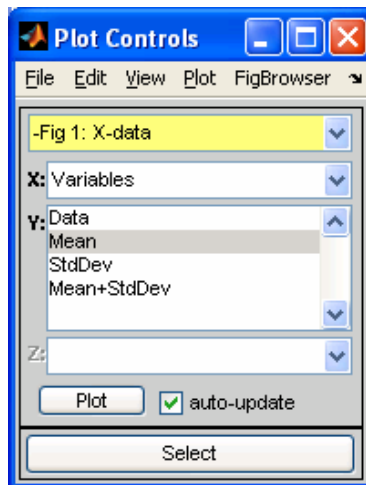 Plot Controls
File Edit View Plot FigBrowser
-Fig 1: X-data
X: Variables
Y: Data
Mean
StdDev
Mean+StdDev
Z:
Plot auto-update
Select